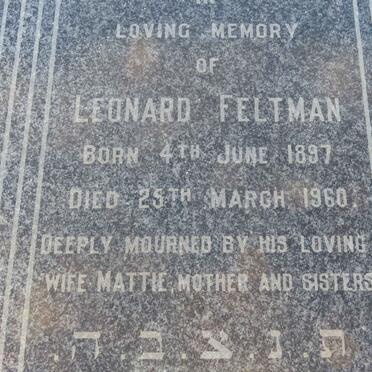 IN
LOVING MEMORY
OF
LEONARD FELTMAN
BORN 4TH JUNE 1897
DIED 25TH MARCH 1960.
DEEPLY MOURNED BY HIS LOVING
WIFE MATTIE, MOTHER AND SISTERS
ת.נ.צ.ב.ה.